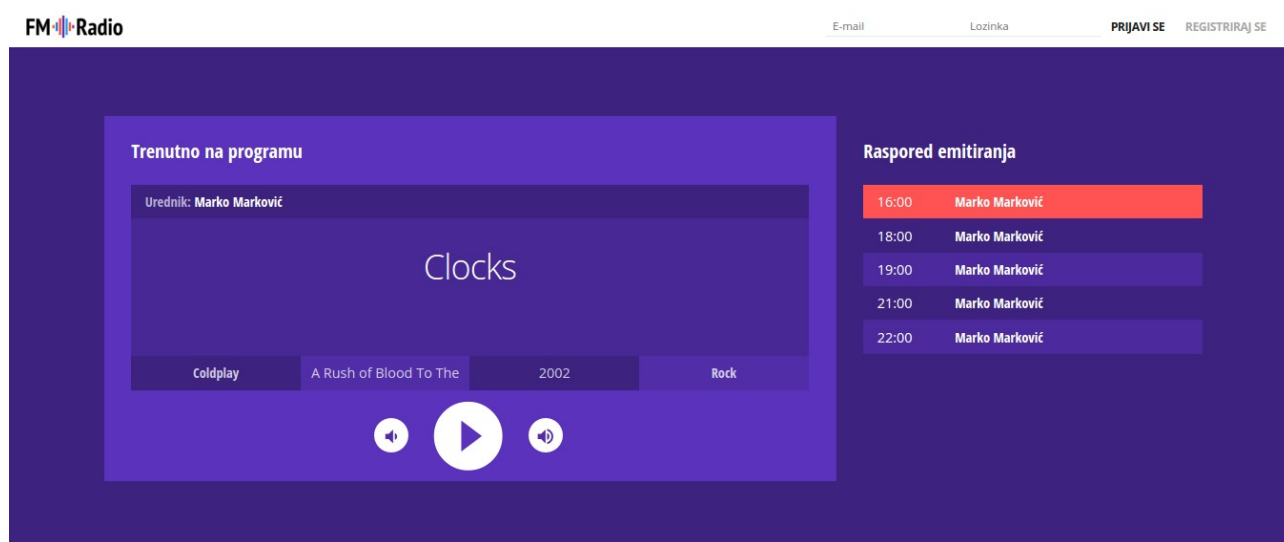 FM Radio
E-mail Lozinka PRIJAVI SE REGISTRIRAJ SE
Trenutno na programu
Urednik: Marko Marković
Clocks
Coldplay A Rush of Blood To The 2002 Rock
Raspored emitiranja
16:00 Marko Marković
18:00 Marko Marković
19:00 Marko Marković
21:00 Marko Marković
22:00 Marko Marković